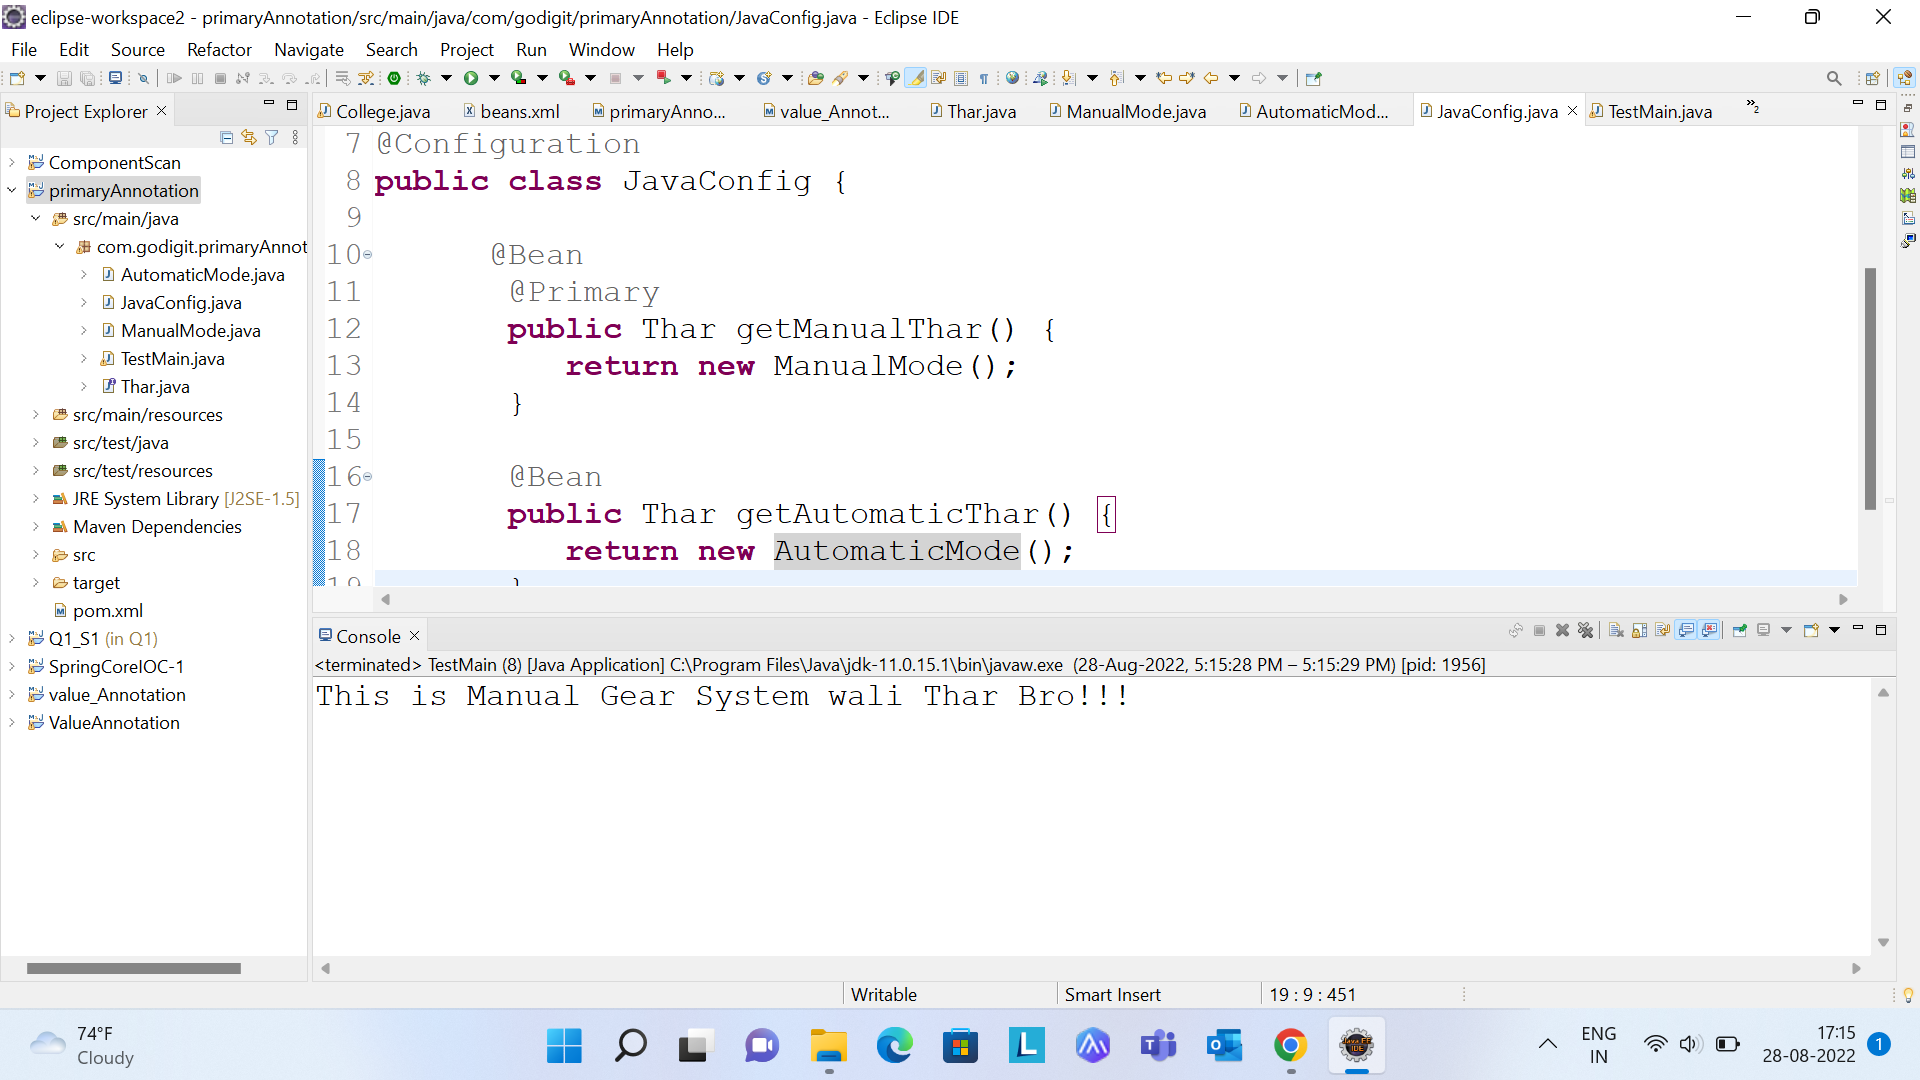 eclipse-workspace2 - primaryAnnotation/src/main/java/com/godigit/primaryAnnotation/JavaConfig.java - Eclipse IDE
File Edit Source Refactor Navigate Search Project Run Window Help
Project Explorer
College.java beans.xml primaryAnno... value_Annot... Thar.java ManualMode.java AutomaticMod... JavaConfig.java TestMain.java »2
ComponentScan
primaryAnnotation
src/main/java
com.godigit.primaryAnnot
AutomaticMode.java
JavaConfig.java
ManualMode.java
TestMain.java
Thar.java
src/main/resources
src/test/java
src/test/resources
JRE System Library [J2SE-1.5]
Maven Dependencies
src
target
pom.xml
Q1_S1 (in Q1)
SpringCoreIOC-1
value_Annotation
ValueAnnotation
7 @Configuration
8 public class JavaConfig {
9
10 @Bean
11 @Primary
12 public Thar getManualThar() {
13 return new ManualMode();
14 }
15
16 @Bean
17 public Thar getAutomaticThar() {
18 return new AutomaticMode();
19 }
Console
<terminated> TestMain (8) [Java Application] C:\Program Files\Java\jdk-11.0.15.1\bin\javaw.exe (28-Aug-2022, 5:15:28 PM – 5:15:29 PM) [pid: 1956]
This is Manual Gear System wali Thar Bro!!!
Writable Smart Insert 19 : 9 : 451
74°F
Cloudy
ENG
IN
17:15
28-08-2022
1